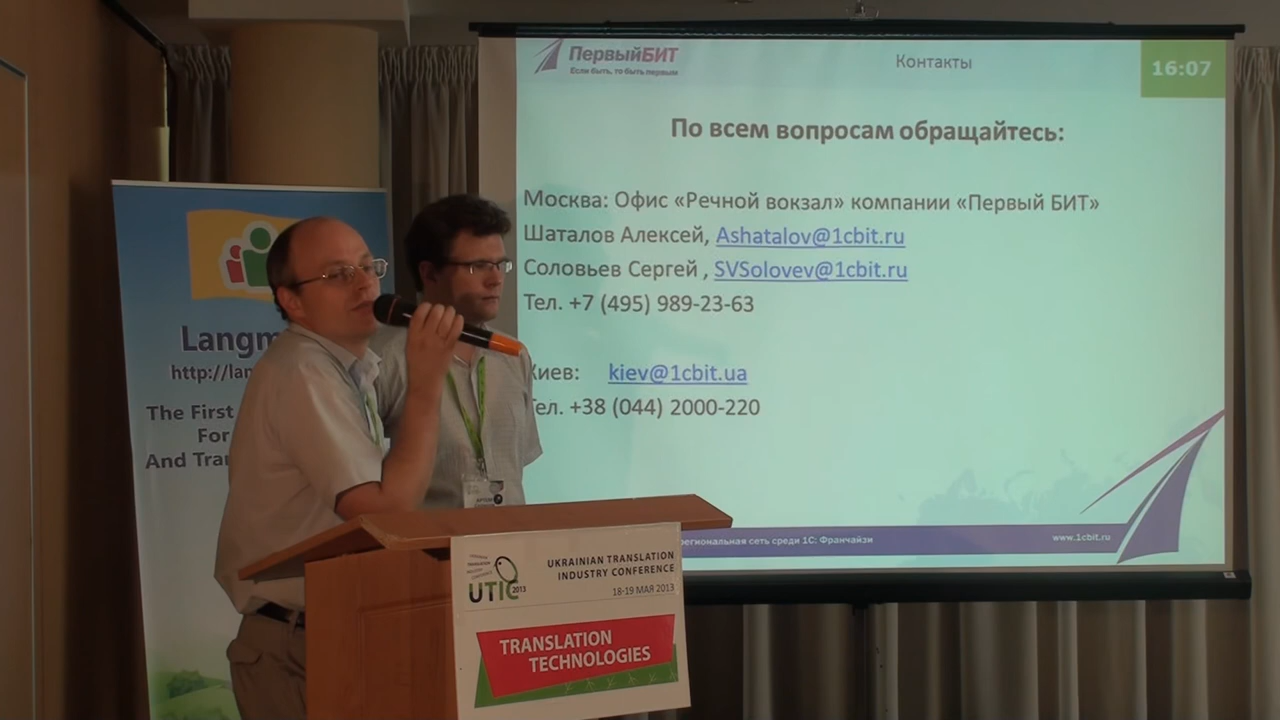 ПервыйБИТ
Если быть, то быть первым
Контакты
16:07
По всем вопросам обращайтесь:
Москва: Офис «Речной вокзал» компании «Первый БИТ»
Шаталов Алексей, Ashatalov@1cbit.ru
Соловьев Сергей , SVSolovev@1cbit.ru
Тел. +7 (495) 989-23-63
Киев: kiev@1cbit.ua
Тел. +38 (044) 2000-220
региональная сеть среди 1С: Франчайзи
www.1cbit.ru
Langm
http://lan
The First
For
And Tra
UTIC 2013
UKRAINIAN TRANSLATION
INDUSTRY CONFERENCE
18-19 МАЯ 2013
TRANSLATION
TECHNOLOGIES